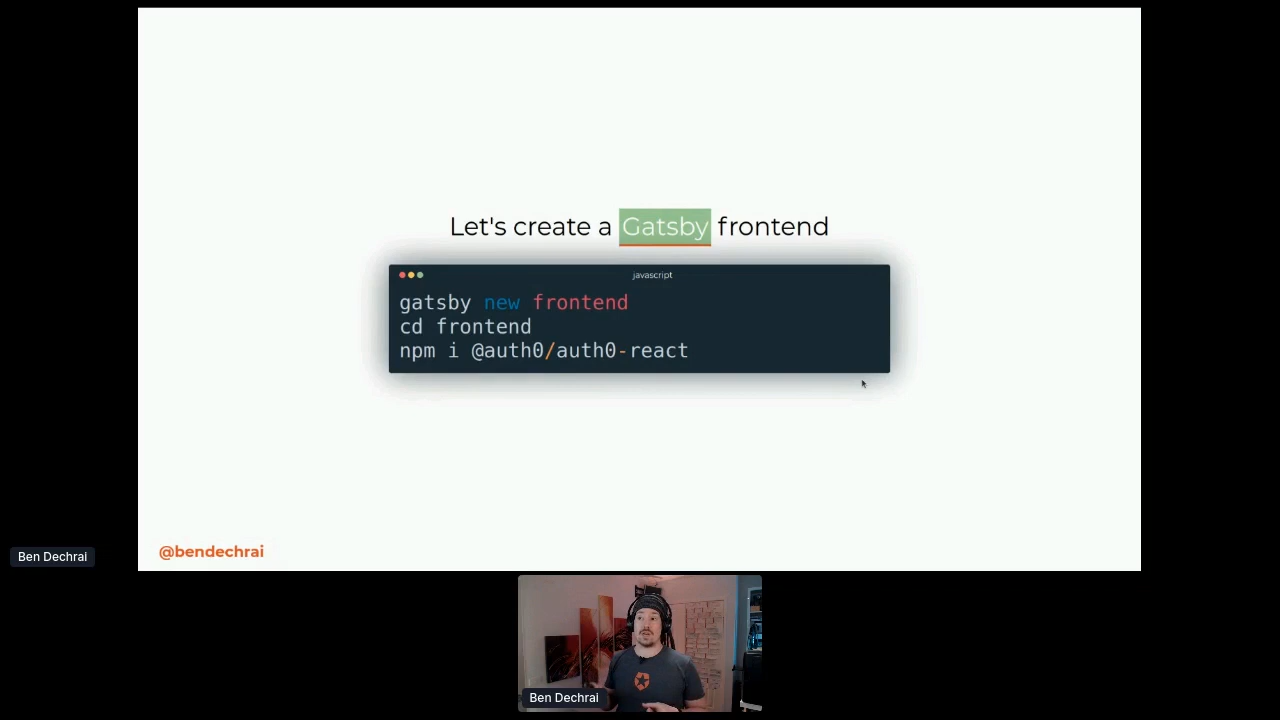 Let's create a Gatsby frontend
javascript
gatsby new frontend
cd frontend
npm i @auth0/auth0-react
@bendechrai
Ben Dechrai
Ben Dechrai